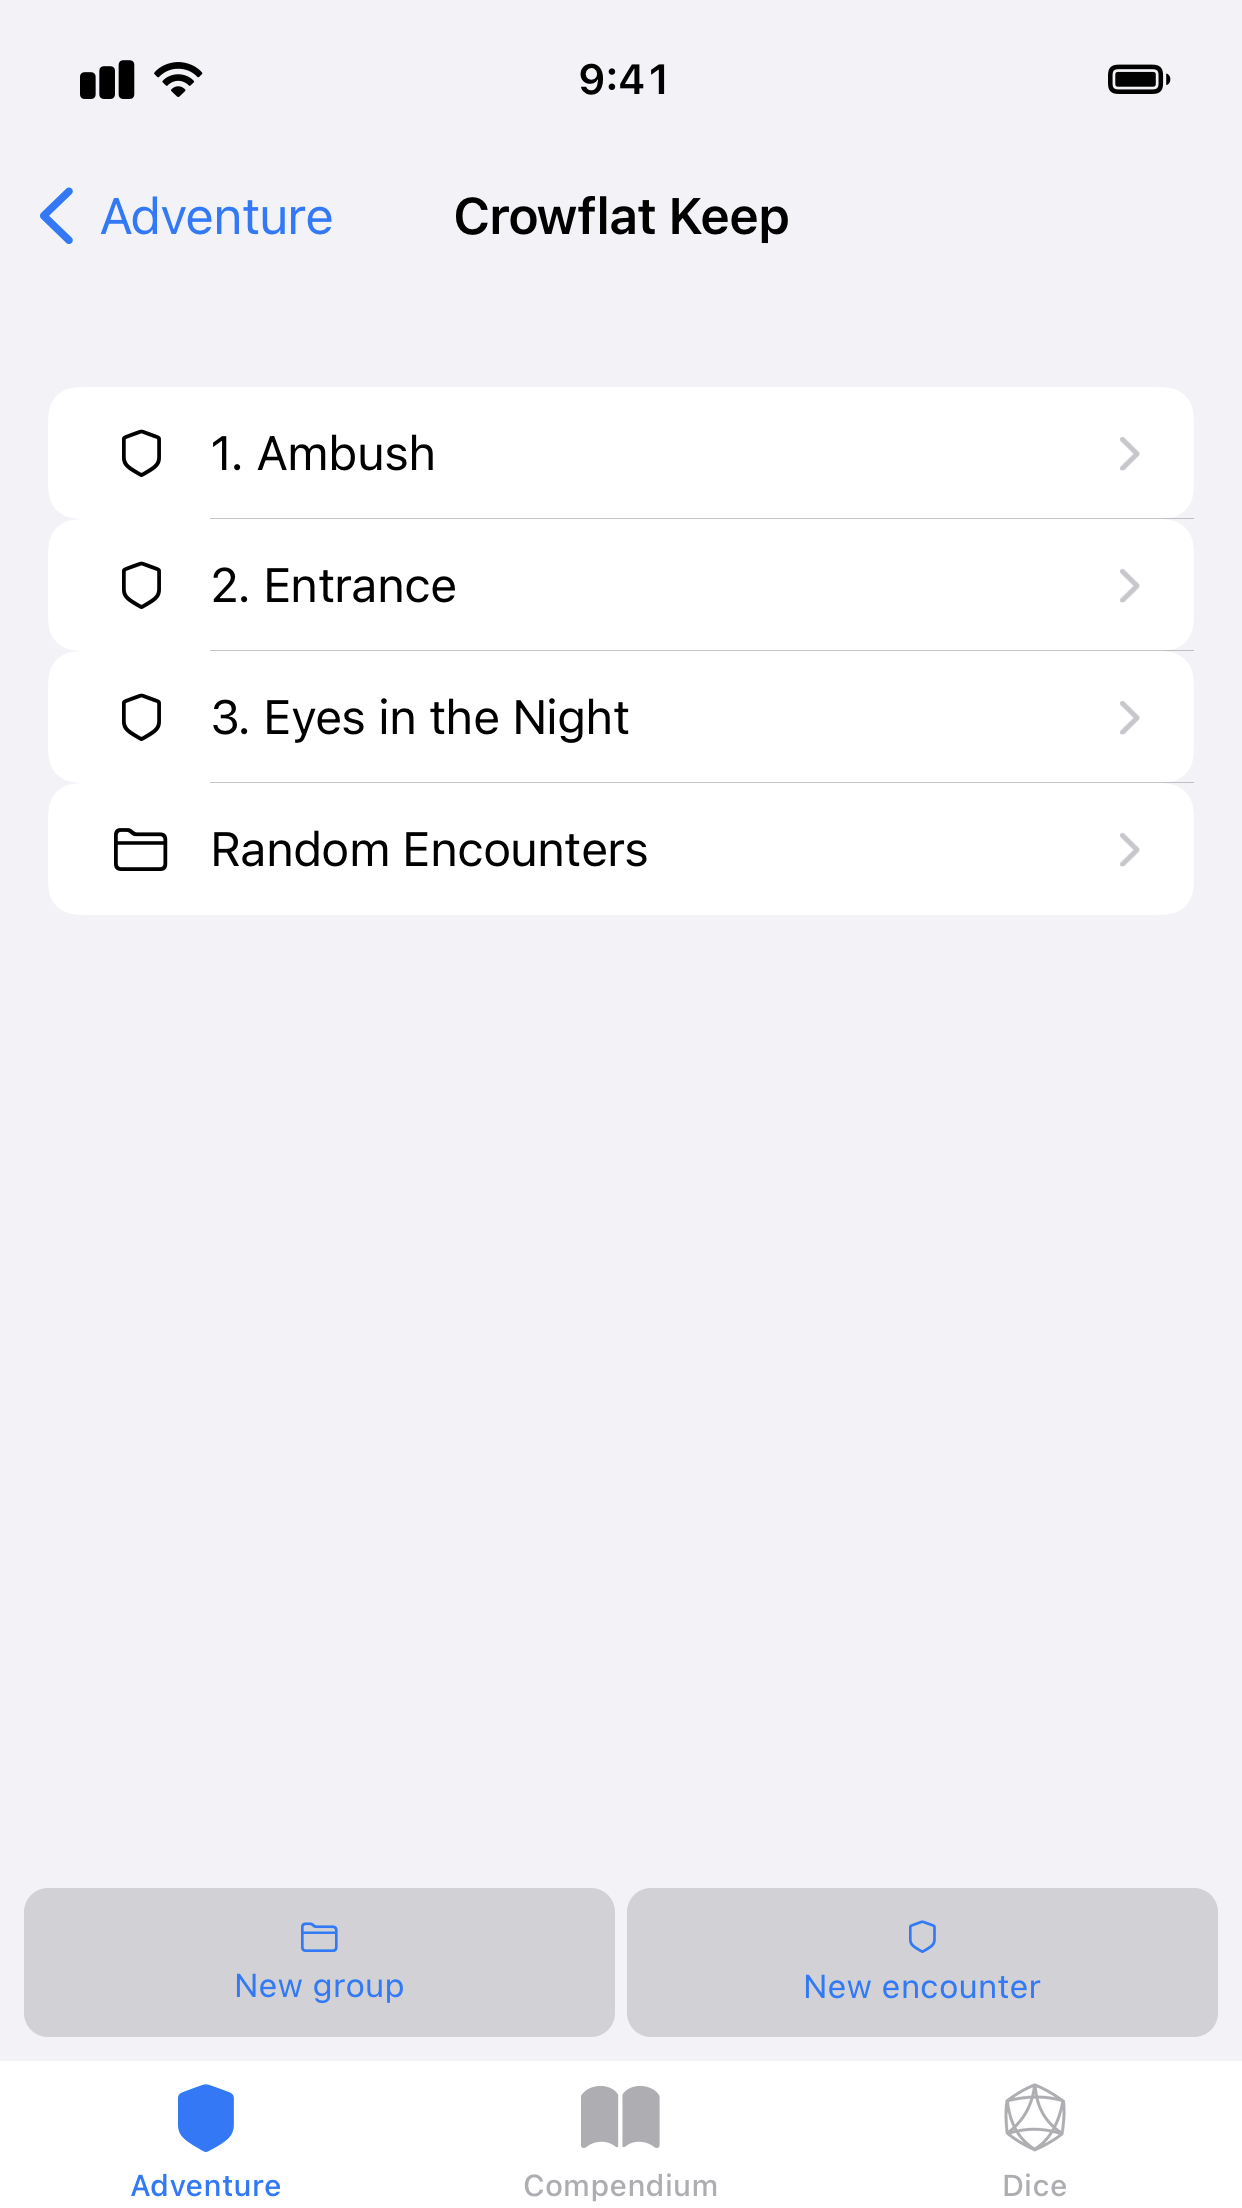 9:41
Adventure
Crowflat Keep
1. Ambush
2. Entrance
3. Eyes in the Night
Random Encounters
New group
New encounter
Adventure
Compendium
Dice